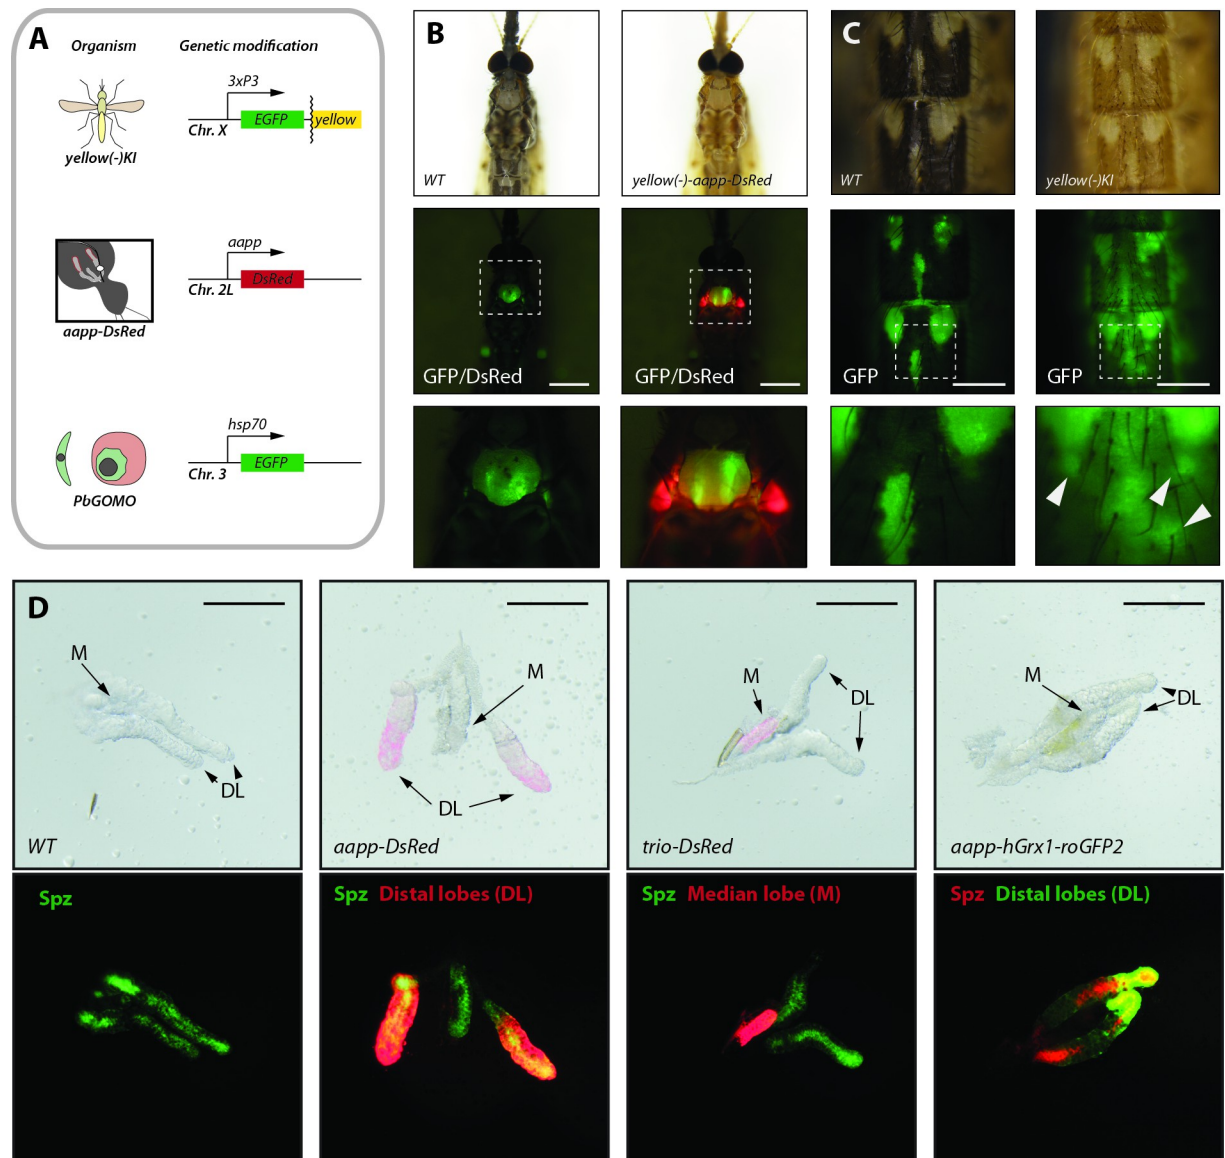 A
Organism
Genetic modification
3xP3
EGFP
yellow
Chr. X
yellow(-)KI
aapp
DsRed
Chr. 2L
aapp-DsRed
hsp70
EGFP
Chr. 3
PbGOMO
B
WT
yellow(-)-aapp-DsRed
GFP/DsRed
GFP/DsRed
C
WT
yellow(-)KI
GFP
GFP
D
M
DL
WT
M
DL
aapp-DsRed
M
DL
trio-DsRed
M
DL
aapp-hGrx1-roGFP2
Spz
Spz Distal lobes (DL)
Spz Median lobe (M)
Spz Distal lobes (DL)